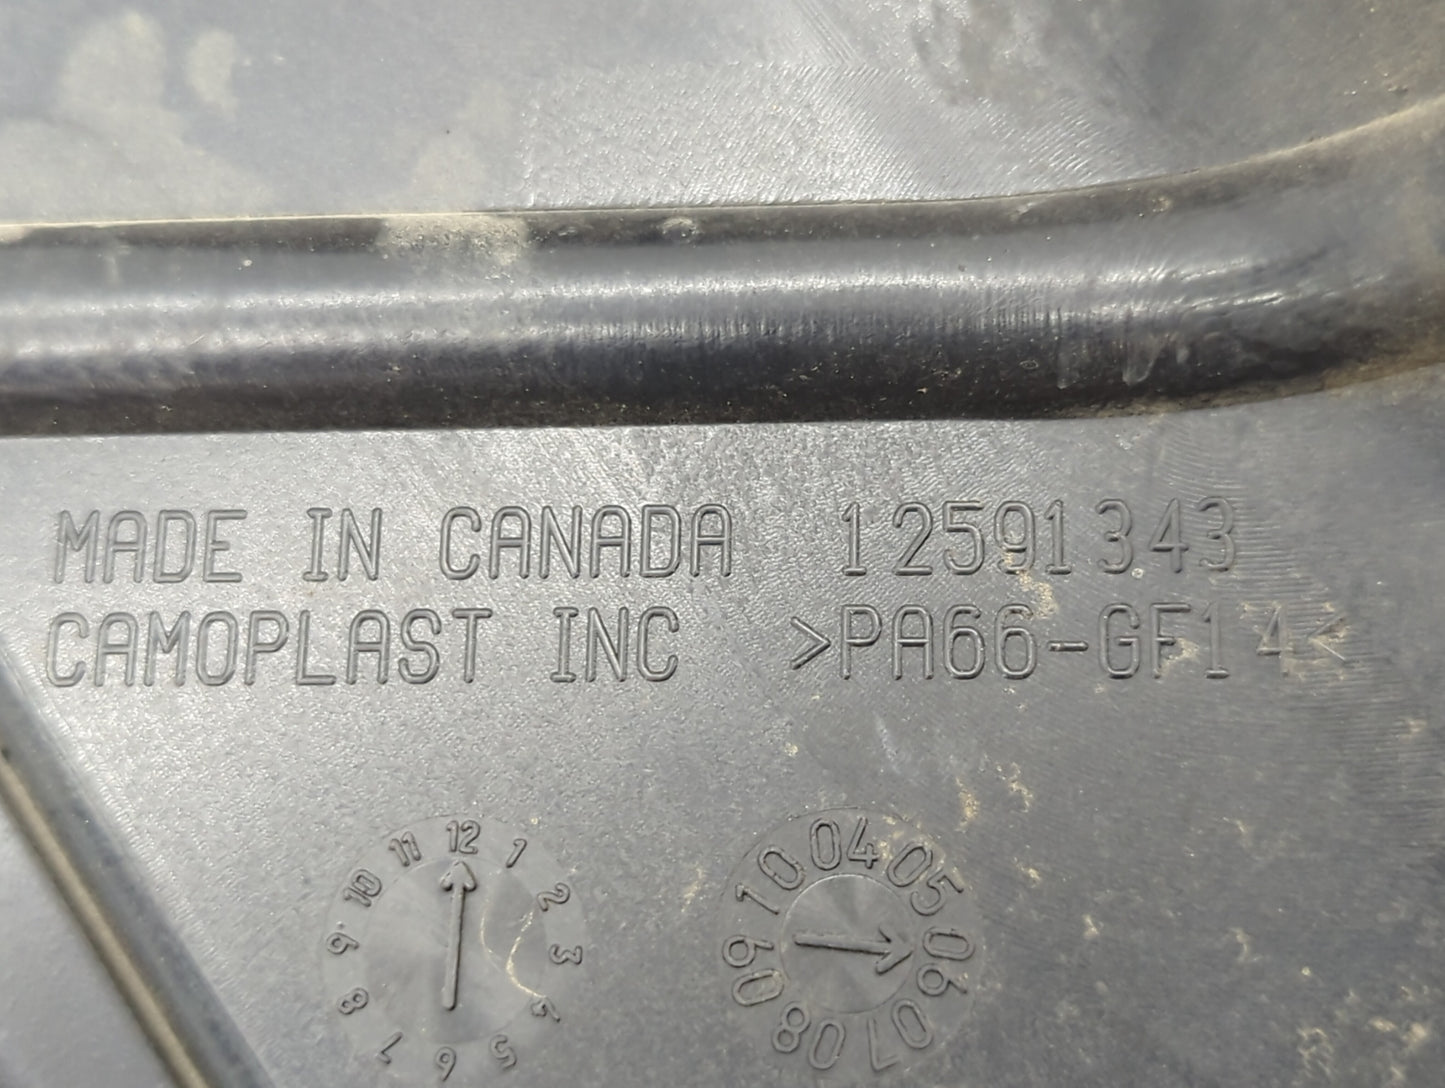 MADE IN CANADA 12591343
CAMOPLAST INC >PA66-GF14<
12 1 2 3 4 5 6 7 8 9 10 11
04 05 06 07 08 09 10